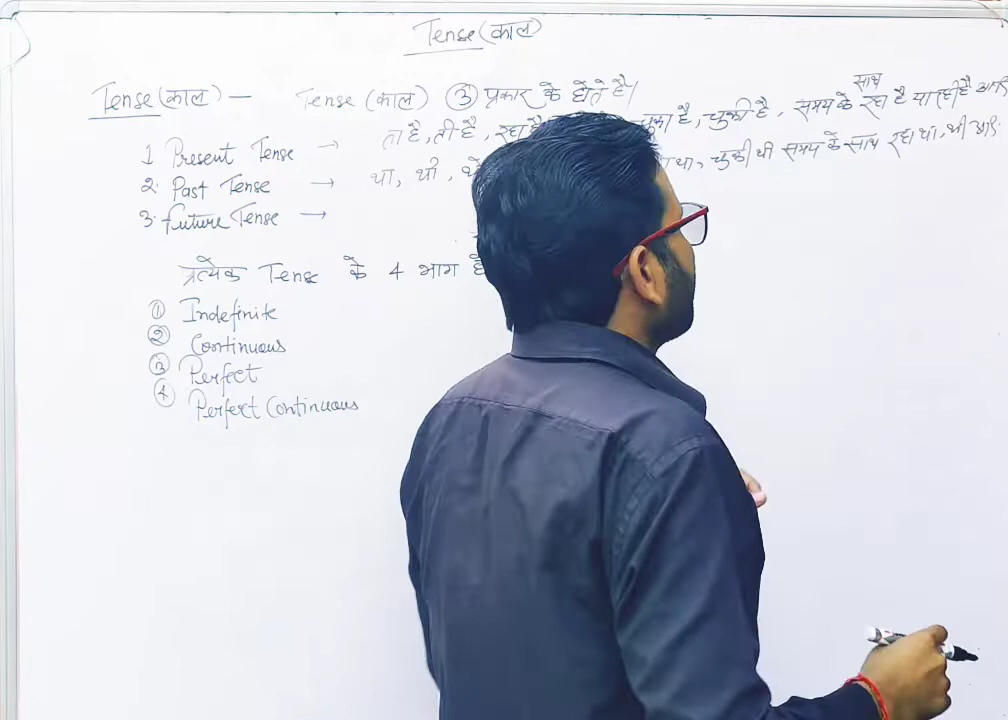 Tense (काल)
Tense (काल) — Tense (काल) ③ प्रकार के होते है।
साथ
1. Present Tense → ता है, ती है, रहा है चुका है, चुकी है, समय के रहा है या रही है आदि
2. Past Tense → था, थी, था, चुकी थी समय के साथ रहा था, थी आदि
3. Future Tense →
प्रत्येक Tense के 4 भाग
① Indefinite
② Continuous
③ Perfect
④ Perfect Continuous